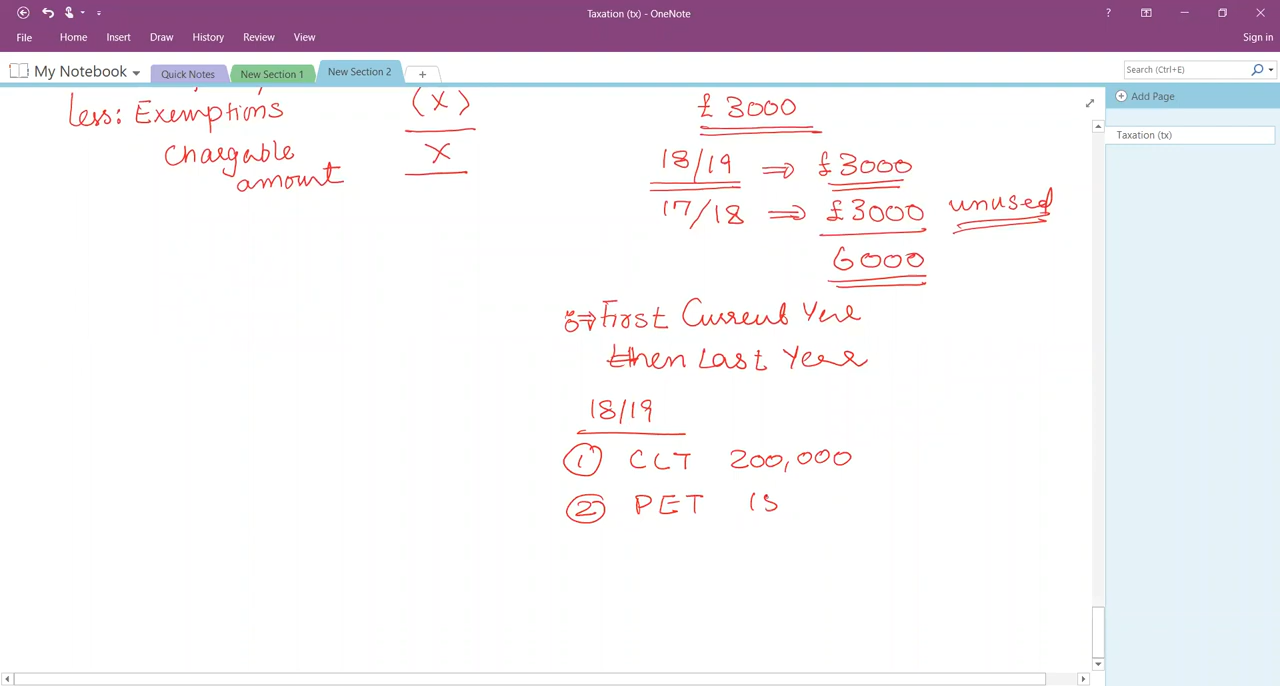 Taxation (tx) - OneNote
?
File Home Insert Draw History Review View
Sign in
My Notebook
Quick Notes
New Section 1
New Section 2
+
Search (Ctrl+E)
Add Page
Taxation (tx)
less: Exemptions (X)
chargable X
amount
£3000
18/19 ⇒ £3000
17/18 ⇒ £3000 unused
6000
⇒ First Current Year
then Last Year
18/19
① CLT 200,000
② PET 15